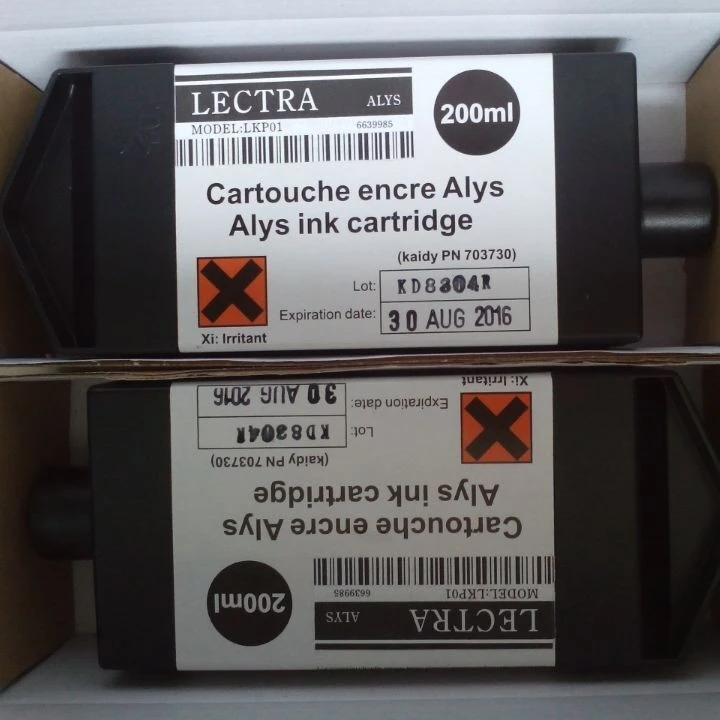 LECTRA ALYS
MODEL:LKP01 6639985
200ml
Cartouche encre Alys
Alys ink cartridge
(kaidy PN 703730)
Lot: KD8304R
Expiration date: 30 AUG 2016
Xi: Irritant
LECTRA ALYS
MODEL:LKP01 6639985
200ml
Cartouche encre Alys
Alys ink cartridge
(kaidy PN 703730)
Lot: KD8304R
Expiration date: 30 AUG 2016
Xi: Irritant